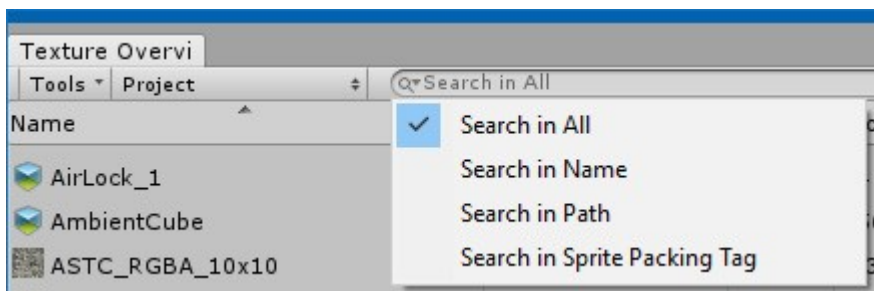 Texture Overvi
Tools Project Search in All
Name
Search in All
Search in Name
AirLock_1
Search in Path
AmbientCube
Search in Sprite Packing Tag
ASTC_RGBA_10x10